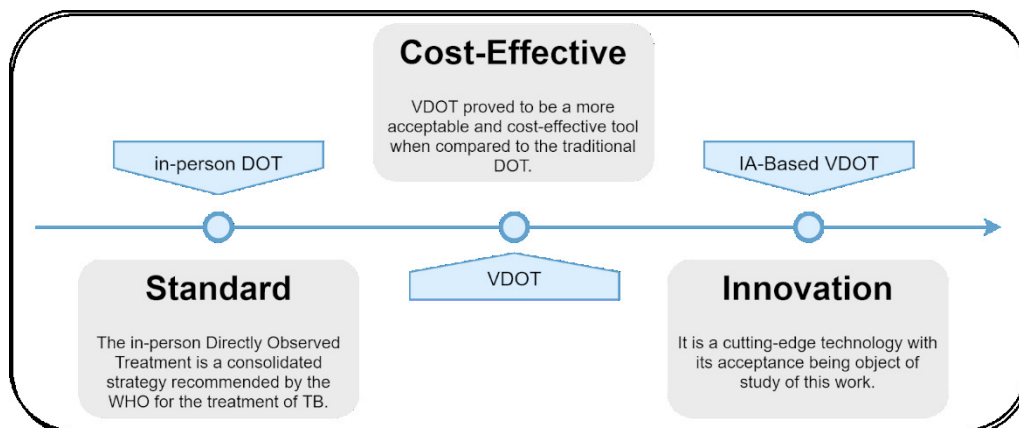 Cost-Effective
VDOT proved to be a more
acceptable and cost-effective tool
when compared to the traditional
DOT.
in-person DOT
IA-Based VDOT
VDOT
Standard
The in-person Directly Observed
Treatment is a consolidated
strategy recommended by the
WHO for the treatment of TB.
Innovation
It is a cutting-edge technology with
its acceptance being object of
study of this work.